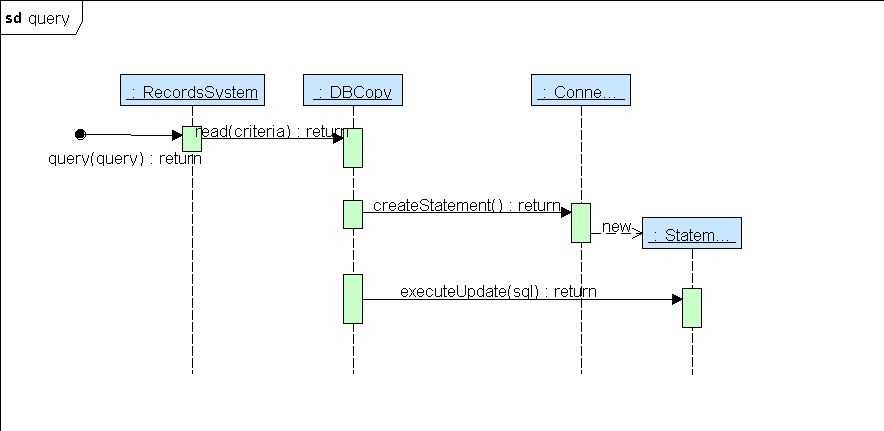 sd query
: RecordsSystem
: DBCopy
: Conne...
read(criteria) : return
query(query) : return
createStatement() : return
new
: Statem...
executeUpdate(sql) : return